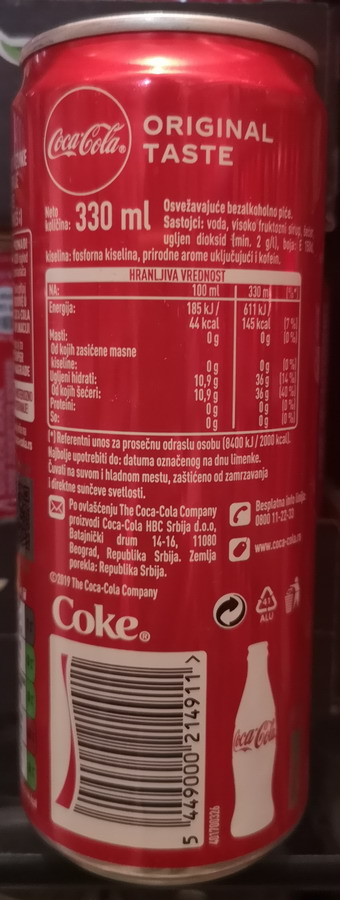 Coca-Cola®
ORIGINAL
TASTE
Neto
količina: 330 ml
Osvežavajuće bezalkoholno piće.
Sastojci: voda, visoko fruktozni sirup, šećer,
ugljen dioksid (min. 2 g/l), boja: E 150d,
kiselina: fosforna kiselina, prirodne arome uključujući i kofein.
HRANLJIVA VREDNOST
NA: 100 ml 330 ml (%*)
Energija: 185 kJ / 611 kJ /
44 kcal 145 kcal (7%)
Masti: 0 g 0 g (0%)
Od kojih zasićene masne
kiseline: 0 g 0 g (0%)
Ugljeni hidrati: 10,9 g 36 g (14%)
Od kojih šećeri: 10,9 g 36 g (40%)
Proteini: 0 g 0 g (0%)
So: 0 g 0 g (0%)
(*) Referentni unos za prosečnu odraslu osobu (8400 kJ / 2000 kcal).
Najbolje upotrebiti do: datuma označenog na dnu limenke.
Čuvati na suvom i hladnom mestu, zaštićeno od zamrzavanja
i direktne sunčeve svetlosti.
Po ovlašćenju The Coca-Cola Company
proizvodi Coca-Cola HBC Srbija d.o.o,
Batajnički drum 14-16, 11080
Beograd, Republika Srbija. Zemlja
porekla: Republika Srbija.
Besplatna info linija:
0800 11-22-33
www.coca-cola.rs
©2019 The Coca-Cola Company
Coke®
41
ALU
Coca-Cola
5 449000 214911 >
401700326